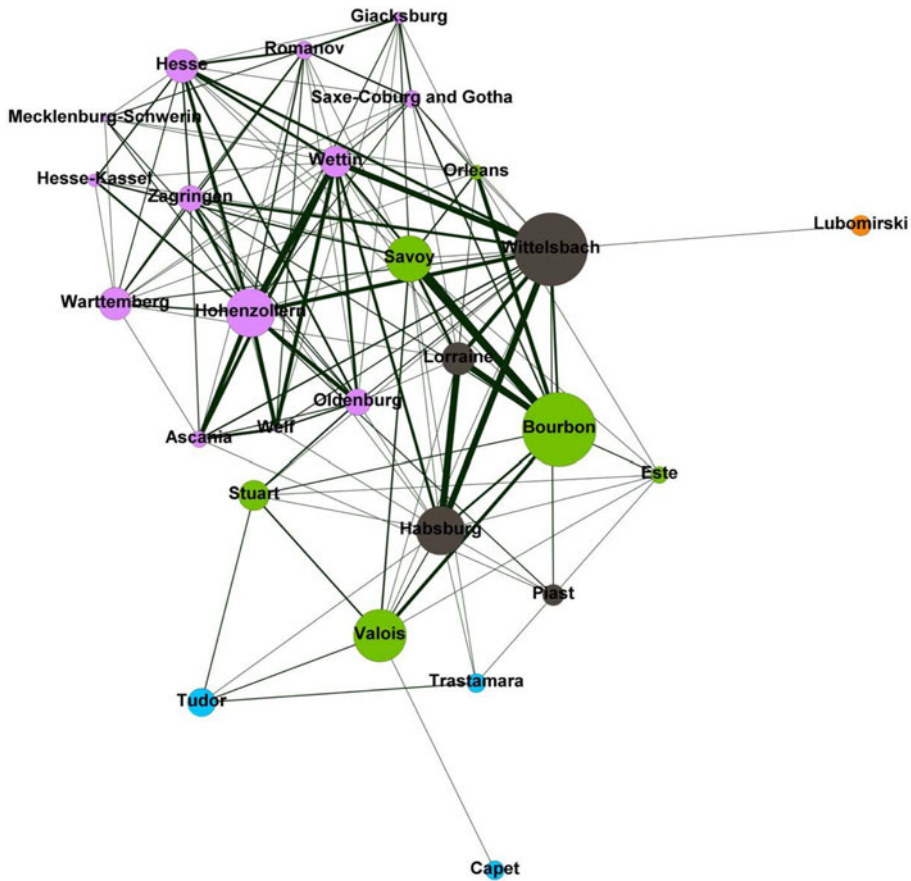 Giacksburg
Romanov
Hesse
Saxe-Coburg and Gotha
Mecklenburg-Schwerin
Wettin
Orleans
Hesse-Kassel
Zagringen
Lubomirski
Wittelsbach
Savoy
Warttemberg
Hohenzollern
Lorraine
Oldenburg
Bourbon
Welf
Ascania
Este
Stuart
Habsburg
Piast
Valois
Trastamara
Tudor
Capet